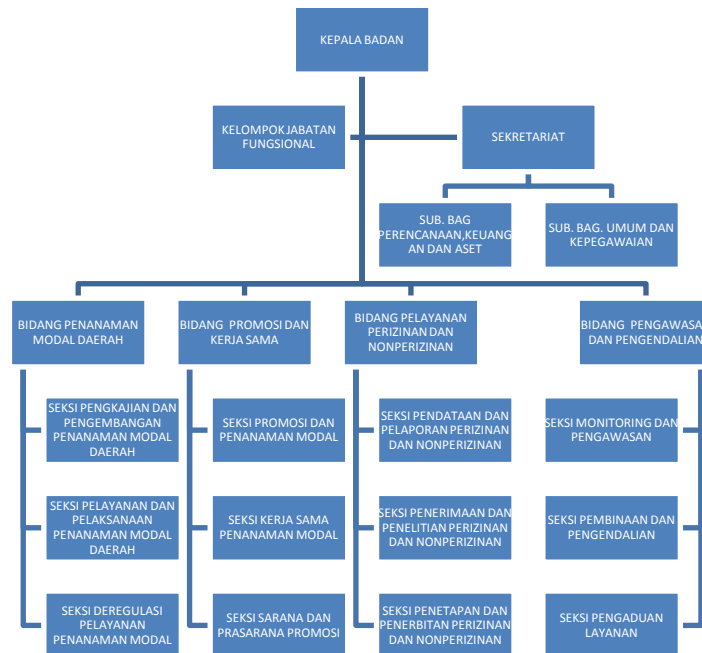 KEPALA BADAN
KELOMPOK JABATAN
FUNGSIONAL
SEKRETARIAT
SUB. BAG
PERENCANAAN,KEUANG
AN DAN ASET
SUB. BAG. UMUM DAN
KEPEGAWAIAN
BIDANG PENANAMAN
MODAL DAERAH
BIDANG PROMOSI DAN
KERJA SAMA
BIDANG PELAYANAN
PERIZINAN DAN
NONPERIZINAN
BIDANG PENGAWASA
DAN PENGENDALIAN
SEKSI PENGKAJIAN DAN
PENGEMBANGAN
PENANAMAN MODAL
DAERAH
SEKSI PROMOSI DAN
PENANAMAN MODAL
SEKSI PENDATAAN DAN
PELAPORAN PERIZINAN
DAN NONPERIZINAN
SEKSI MONITORING DAN
PENGAWASAN
SEKSI PELAYANAN DAN
PELAKSANAAN
PENANAMAN MODAL
DAERAH
SEKSI KERJA SAMA
PENANAMAN MODAL
SEKSI PENERIMAAN DAN
PENELITIAN PERIZINAN
DAN NONPERIZINAN
SEKSI PEMBINAAN DAN
PENGENDALIAN
SEKSI DEREGULASI
PELAYANAN
PENANAMAN MODAL
SEKSI SARANA DAN
PRASARANA PROMOSI
SEKSI PENETAPAN DAN
PENERBITAN PERIZINAN
DAN NONPERIZINAN
SEKSI PENGADUAN
LAYANAN